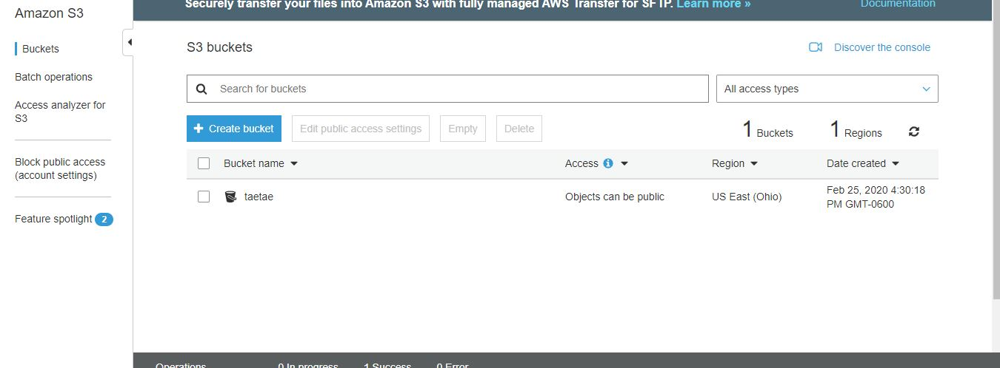 Amazon S3
Securely transfer your files into Amazon S3 with fully managed AWS Transfer for SFTP. Learn more »
Documentation
Buckets
Batch operations
Access analyzer for
S3
Block public access
(account settings)
Feature spotlight 2
S3 buckets
Discover the console
Search for buckets
All access types
Create bucket
Edit public access settings
Empty
Delete
1 Buckets
1 Regions
Bucket name
Access
Region
Date created
taetae
Objects can be public
US East (Ohio)
Feb 25, 2020 4:30:18
PM GMT-0600
Operations
0 In progress
1 Success
0 Error